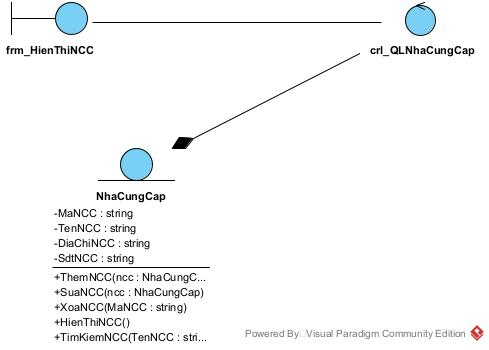 frm_HienThiNCC
crl_QLNhaCungCap
NhaCungCap
-MaNCC : string
-TenNCC : string
-DiaChiNCC : string
-SdtNCC : string
+ThemNCC(ncc : NhaCungC...
+SuaNCC(ncc : NhaCungCap)
+XoaNCC(MaNCC : string)
+HienThiNCC()
+TimKiemNCC(TenNCC : stri...
Powered By Visual Paradigm Community Edition